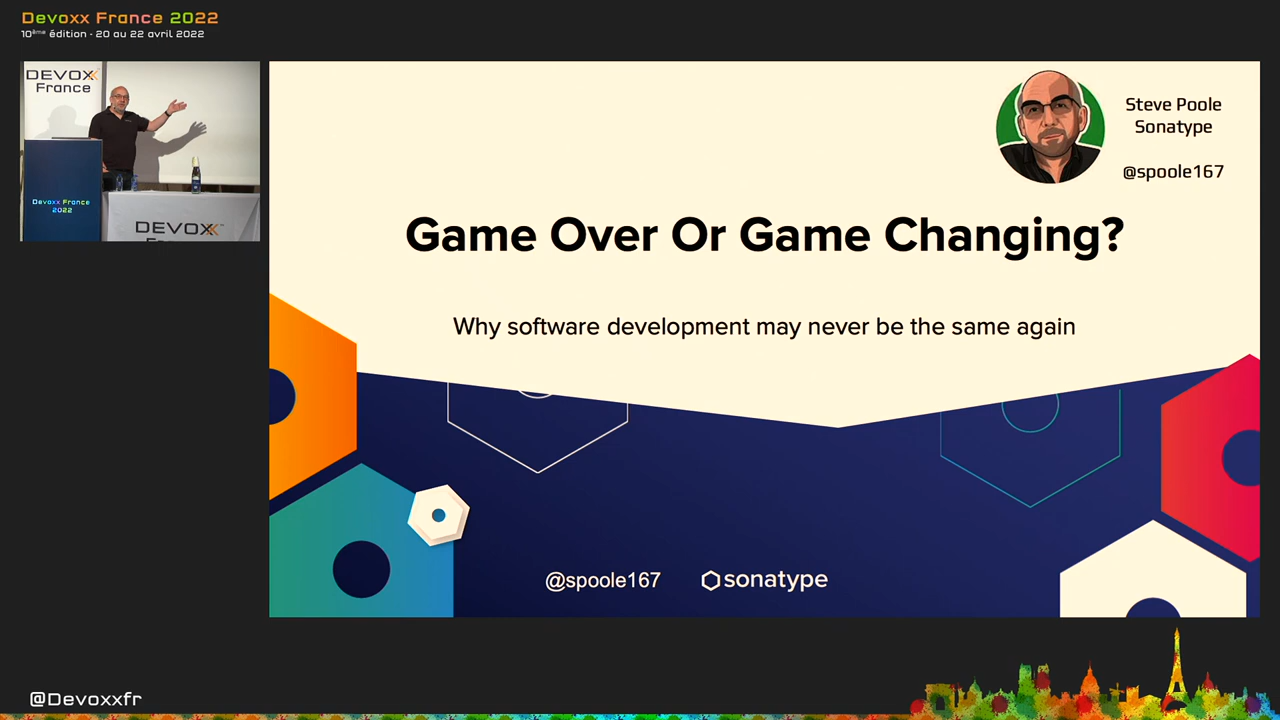 Devoxx France 2022
10ème édition - 20 au 22 avril 2022
DEVOXX
France
Devoxx France
2022
DEVOXX
France
Steve Poole
Sonatype
@spoole167
Game Over Or Game Changing?
Why software development may never be the same again
@spoole167
sonatype
@Devoxxfr